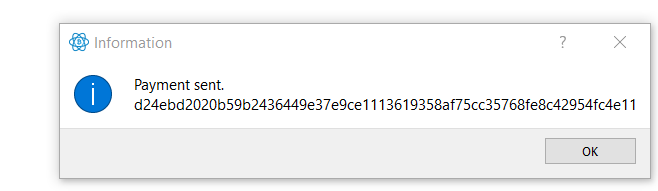 Information
Payment sent.
d24ebd2020b59b2436449e37e9ce1113619358af75cc35768fe8c42954fc4e11
OK